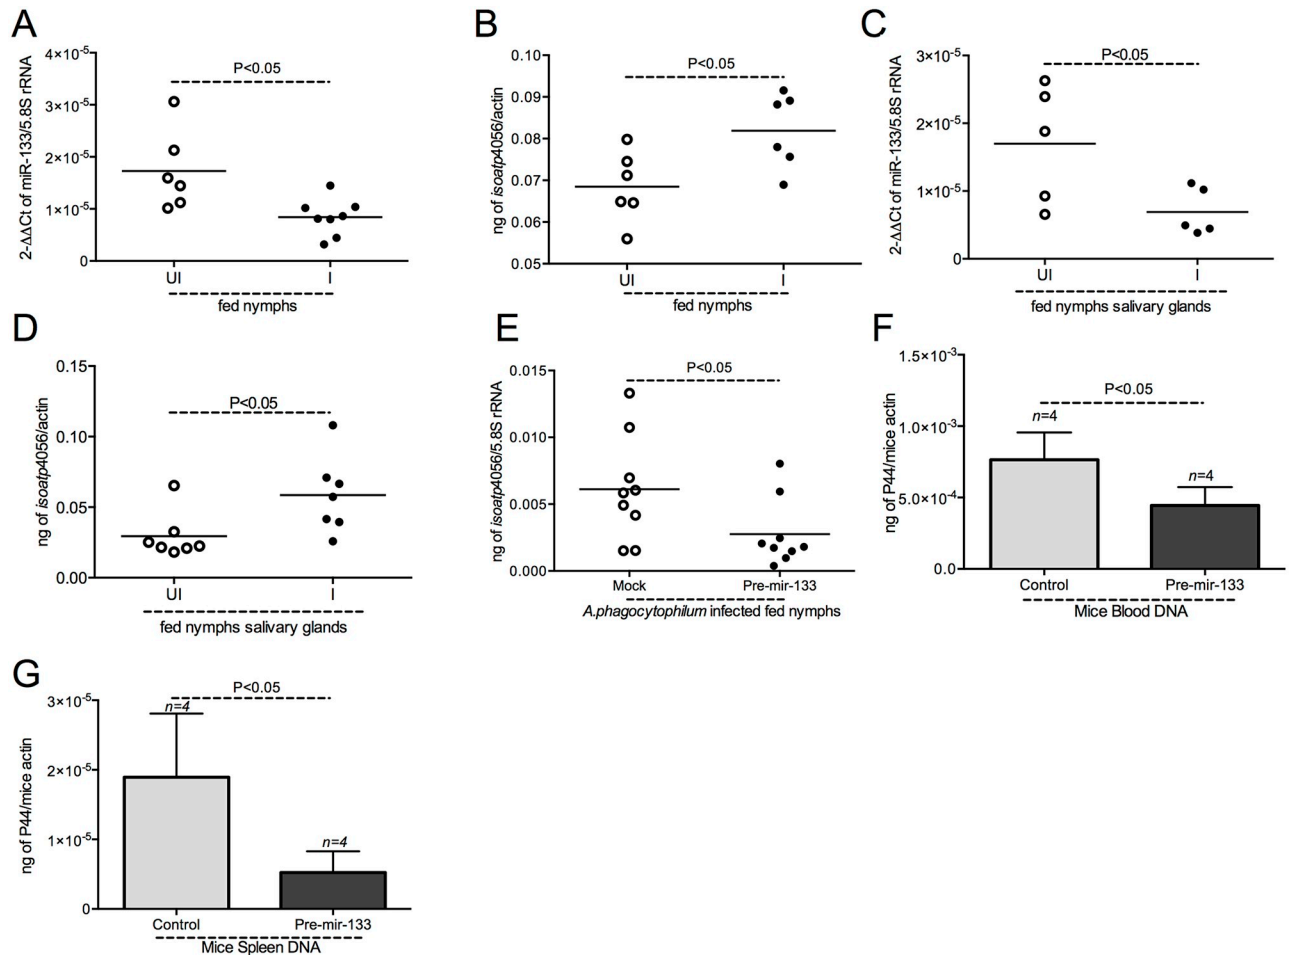 A
2-ΔΔCt of miR-133/5.8S rRNA
4×10-5
3×10-5
2×10-5
1×10-5
0
P<0.05
UI I
fed nymphs
B
ng of isoatp4056/actin
0.10
0.09
0.08
0.07
0.06
0.05
P<0.05
UI I
fed nymphs
C
2-ΔΔCt of miR-133/5.8S rRNA
3×10-5
2×10-5
1×10-5
0
P<0.05
UI I
fed nymphs salivary glands
D
ng of isoatp4056/actin
0.15
0.10
0.05
0.00
P<0.05
UI I
fed nymphs salivary glands
E
ng of isoatp4056/5.8S rRNA
0.015
0.010
0.005
0.000
P<0.05
Mock Pre-mir-133
A.phagocytophilum infected fed nymphs
F
ng of P44/mice actin
1.5×10-3
1.0×10-3
5.0×10-4
0.0
P<0.05
n=4
n=4
Control Pre-mir-133
Mice Blood DNA
G
ng of P44/mice actin
3×10-5
2×10-5
1×10-5
0
P<0.05
n=4
n=4
Control Pre-mir-133
Mice Spleen DNA